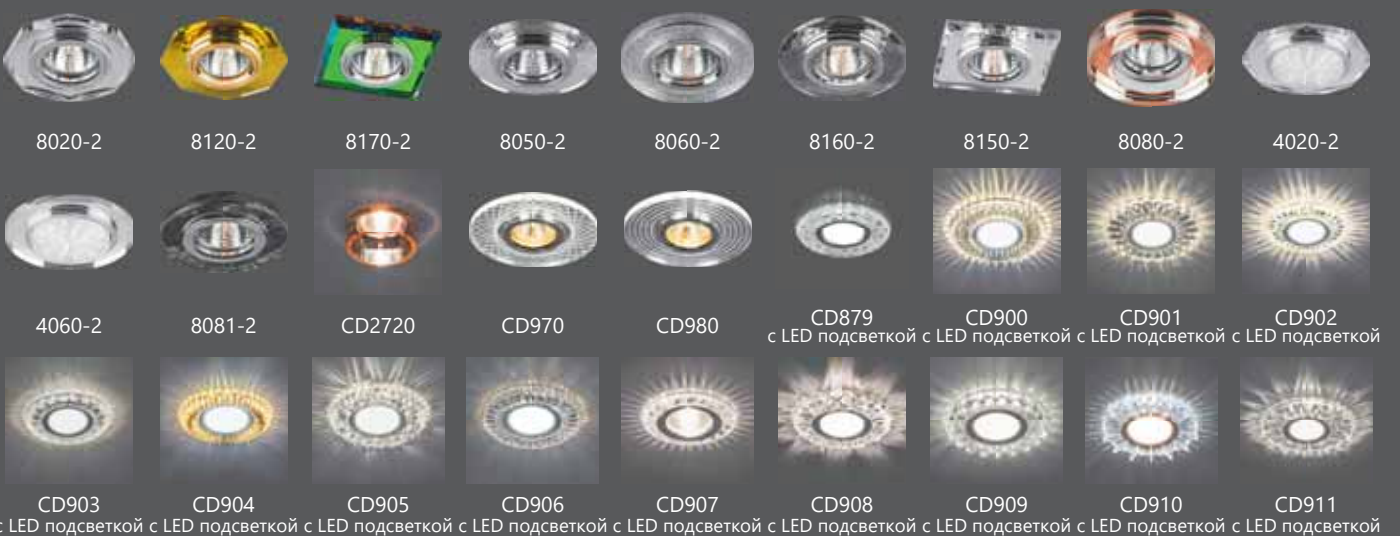 8020-2 8120-2 8170-2 8050-2 8060-2 8160-2 8150-2 8080-2 4020-2
4060-2 8081-2 CD2720 CD970 CD980 CD879 CD900 CD901 CD902
с LED подсветкой с LED подсветкой с LED подсветкой с LED подсветкой
CD903 CD904 CD905 CD906 CD907 CD908 CD909 CD910 CD911
с LED подсветкой с LED подсветкой с LED подсветкой с LED подсветкой с LED подсветкой с LED подсветкой с LED подсветкой с LED подсветкой с LED подсветкой